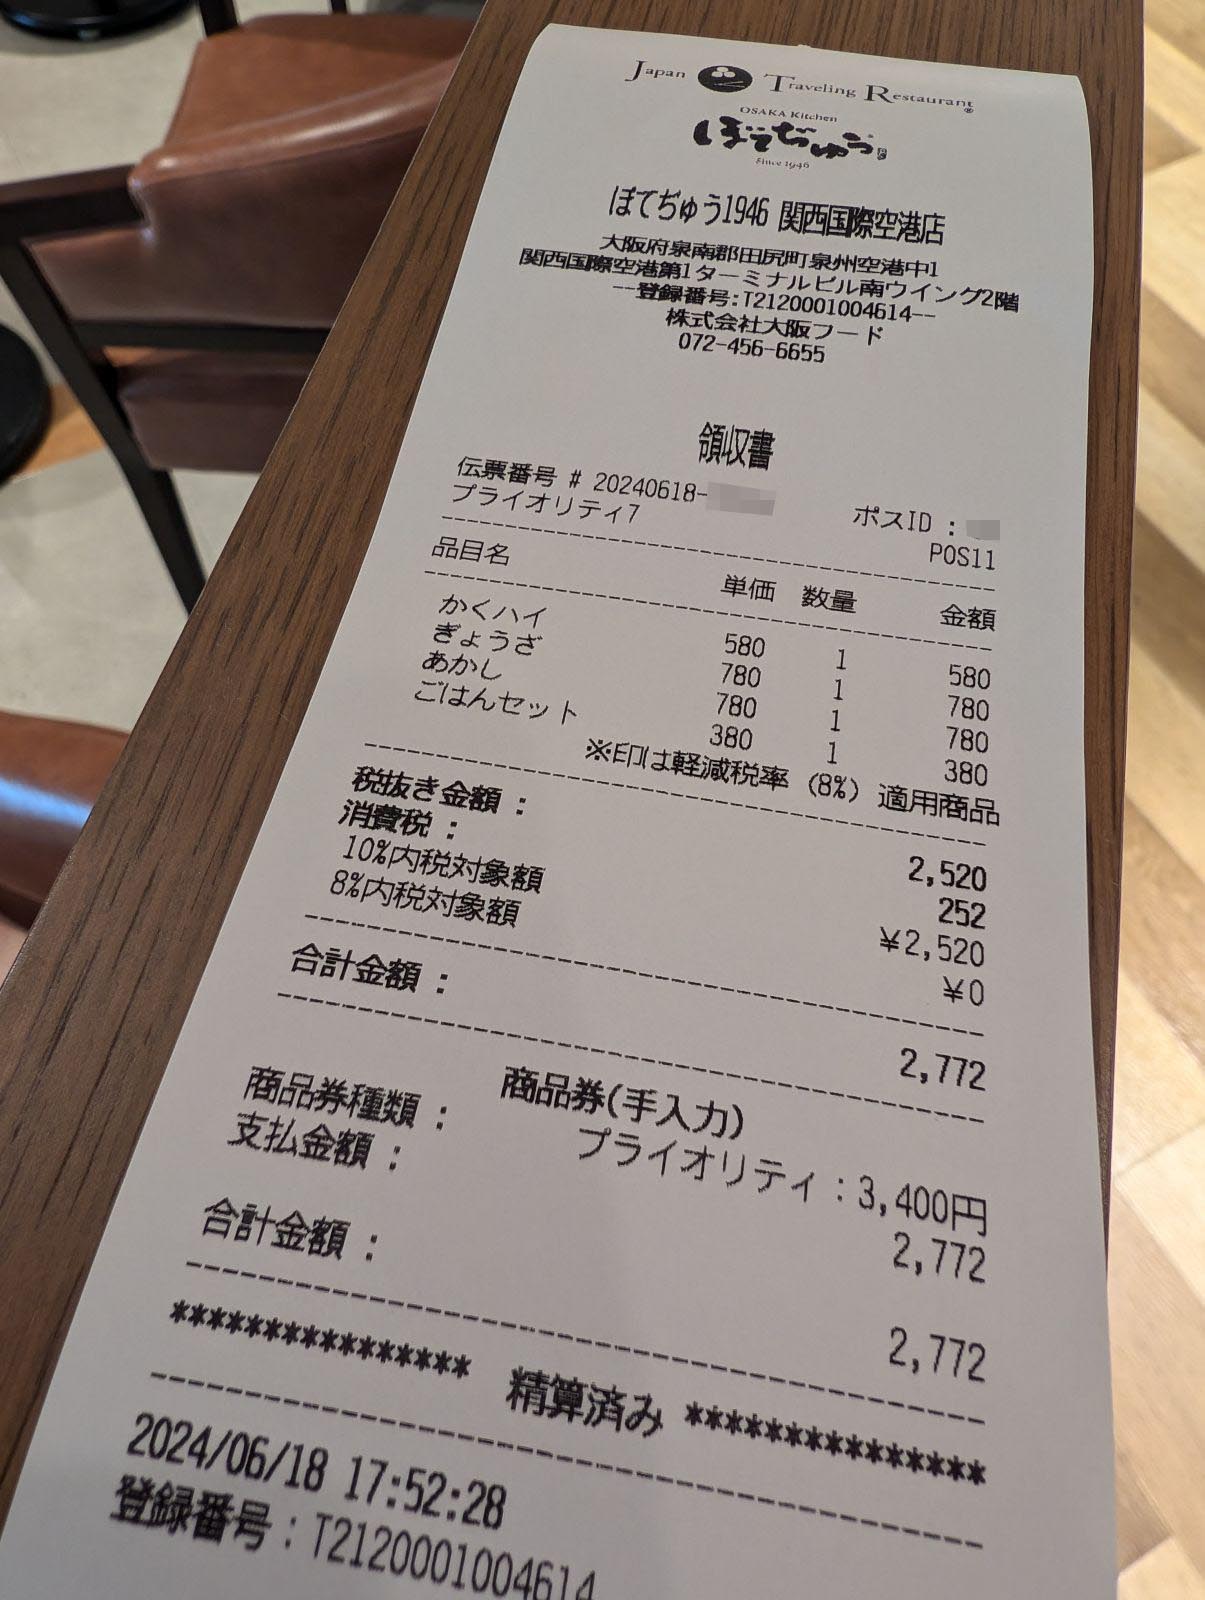 Japan Traveling Restaurant®
OSAKA Kitchen
ぼてぢゅう
Since 1946
ぼてぢゅう1946 関西国際空港店
大阪府泉南郡田尻町泉州空港中1
関西国際空港第1ターミナルビル南ウイング2階
--登録番号:T2120001004614--
株式会社大阪フード
072-456-6655
領収書
伝票番号 # 20240618- ポスID :
プライオリティ7 POS11
品目名 単価 数量 金額
かくハイ 580 1 580
ぎょうざ 780 1 780
あかし 780 1 780
ごはんセット 380 1 380
※印は軽減税率 (8%) 適用商品
税抜き金額 : 2,520
消費税 : 252
10%内税対象額 ¥2,520
8%内税対象額 ¥0
合計金額 : 2,772
商品券(手入力)
商品券種類 : プライオリティ:3,400円
支払金額 : 2,772
合計金額 : 2,772
**************** 精算済み ****************
2024/06/18 17:52:28
登録番号:T2120001004614